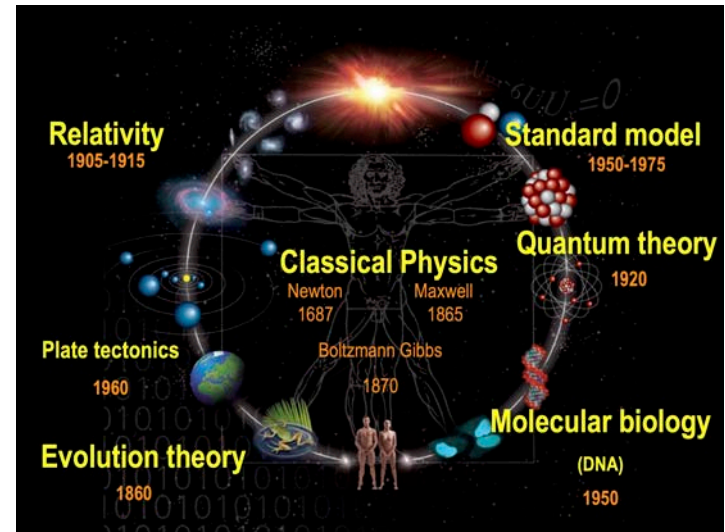 Relativity
1905-1915
Standard model
1950-1975
Quantum theory
1920
Classical Physics
Newton Maxwell
1687 1865
Boltzmann Gibbs
1870
Plate tectonics
1960
Evolution theory
1860
Molecular biology
(DNA)
1950